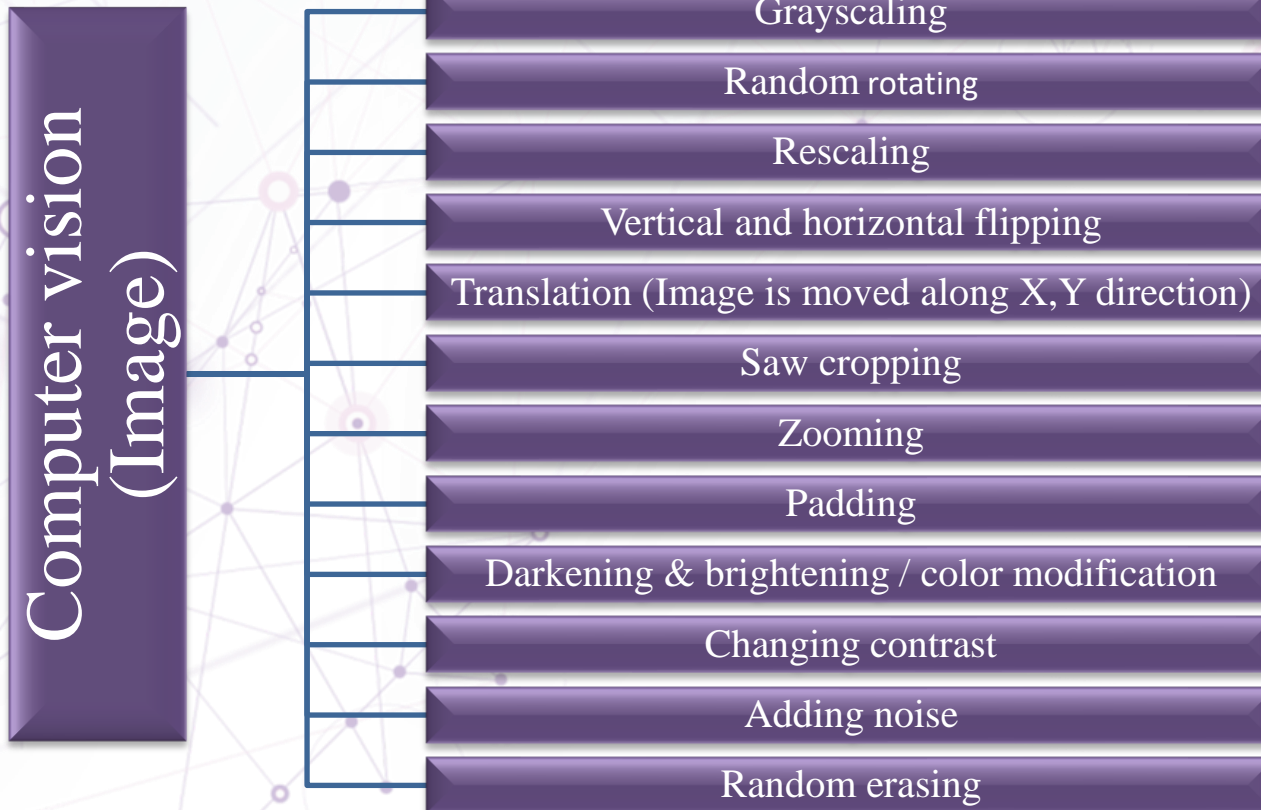 Computer vision
(Image)
Grayscaling
Random rotating
Rescaling
Vertical and horizontal flipping
Translation (Image is moved along X,Y direction)
Saw cropping
Zooming
Padding
Darkening & brightening / color modification
Changing contrast
Adding noise
Random erasing